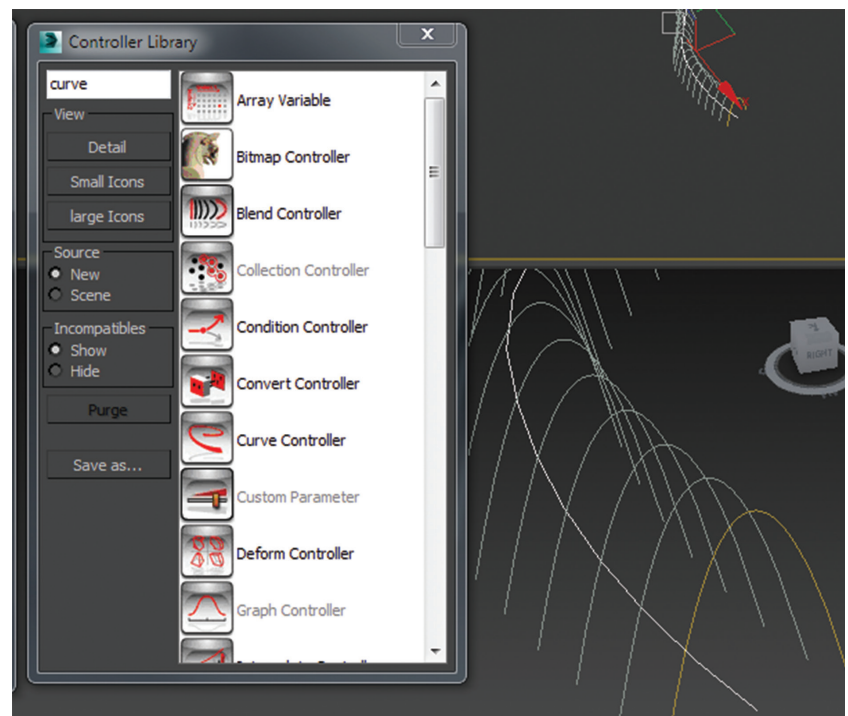 Controller Library
x
curve
View
Detail
Small Icons
large Icons
Source
New
Scene
Incompatibles
Show
Hide
Purge
Save as...
Array Variable
Bitmap Controller
Blend Controller
Collection Controller
Condition Controller
Convert Controller
Curve Controller
Custom Parameter
Deform Controller
Graph Controller
RIGHT